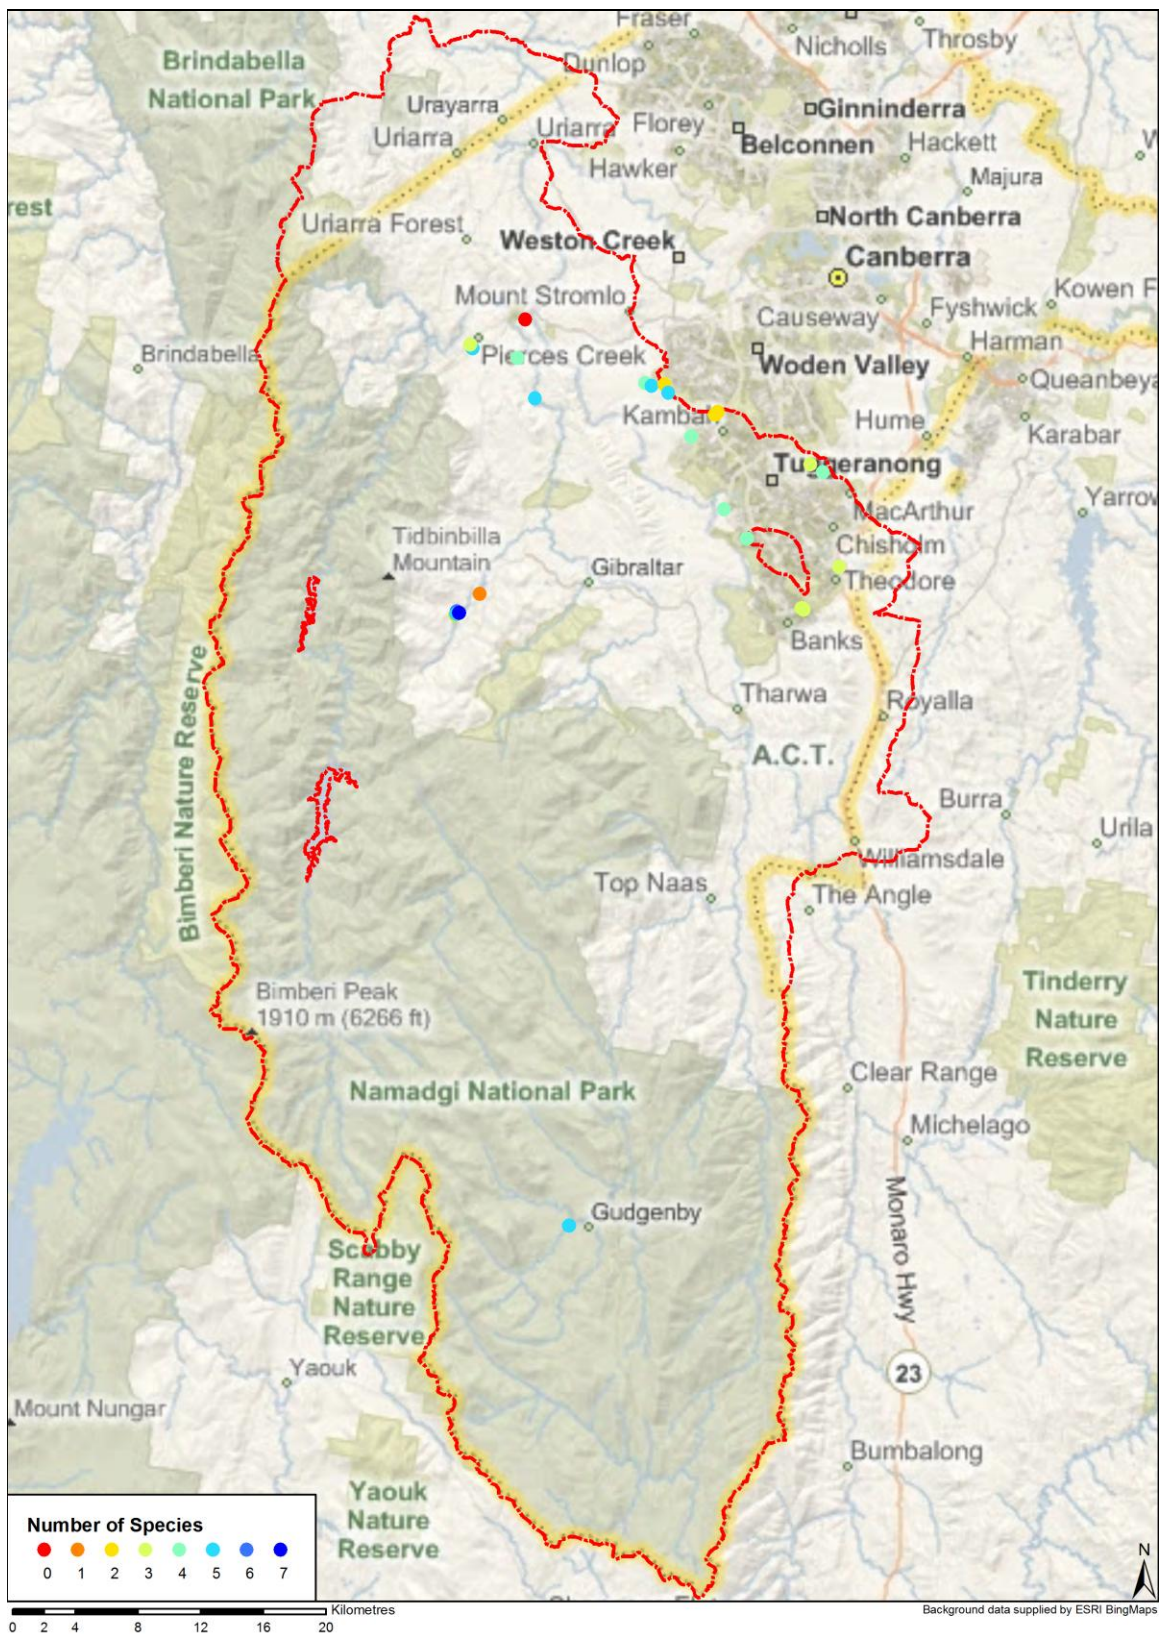 Fraser
Nicholls
Throsby
Brindabella
National Park
Dunlop
Urayarra
Ginninderra
Uriarra
Uriarra
Florey
Belconnen
Hackett
Hawker
Majura
rest
Uriarra Forest
North Canberra
Weston Creek
Canberra
Mount Stromlo
Kowen F
Causeway
Fyshwick
Harman
Brindabella
Pierces Creek
Woden Valley
Queanbeya
Kambah
Hume
Karabar
Tuggeranong
Yarrow
MacArthur
Tidbinbilla
Mountain
Chisholm
Gibraltar
Theodore
Banks
Bimberi Nature Reserve
Tharwa
Royalla
A.C.T.
Burra
Urila
Williamsdale
Top Naas
The Angle
Bimberi Peak
1910 m (6266 ft)
Tinderry
Nature
Reserve
Clear Range
Namadgi National Park
Michelago
Monaro Hwy
Gudgenby
Scabby
Range
Nature
Reserve
23
Yaouk
Mount Nungar
Bumbalong
Yaouk
Nature
Reserve
Number of Species
0 1 2 3 4 5 6 7
N
Kilometres
0 2 4 8 12 16 20
Background data supplied by ESRI BingMaps